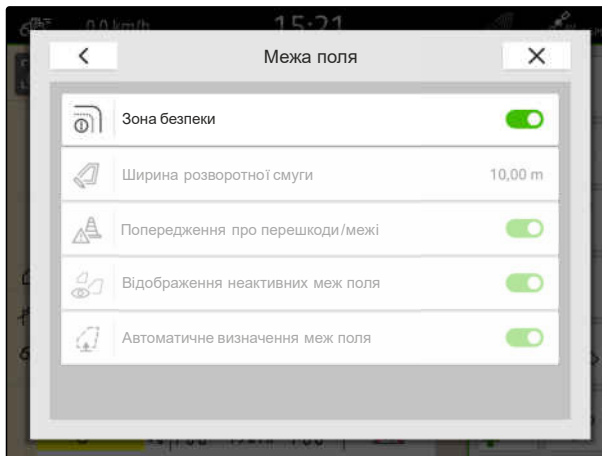 0.0 km/h 15:21
Межа поля
Зона безпеки
Ширина розворотної смуги 10,00 m
Попередження про перешкоди/межі
Відображення неактивних меж поля
Автоматичне визначення меж поля